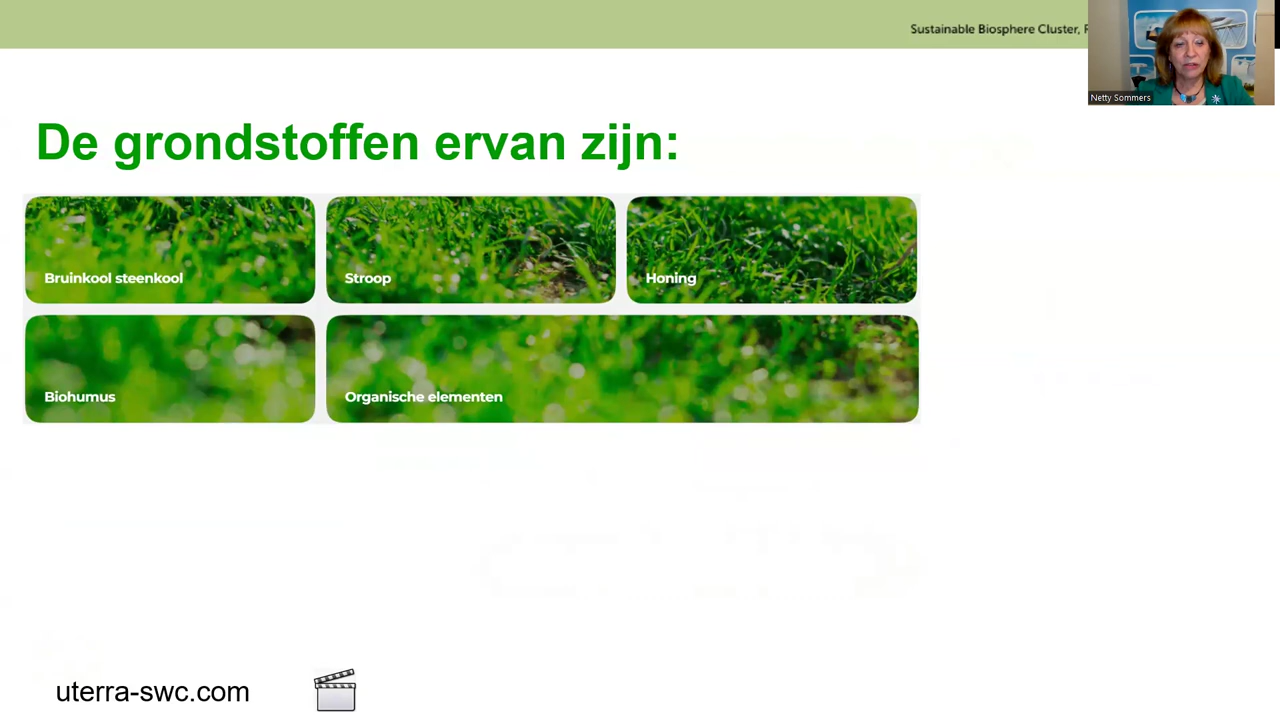 Sustainable Biosphere Cluster,
Netty Sommers
De grondstoffen ervan zijn:
Bruinkool steenkool
Stroop
Honing
Biohumus
Organische elementen
uterra-swc.com